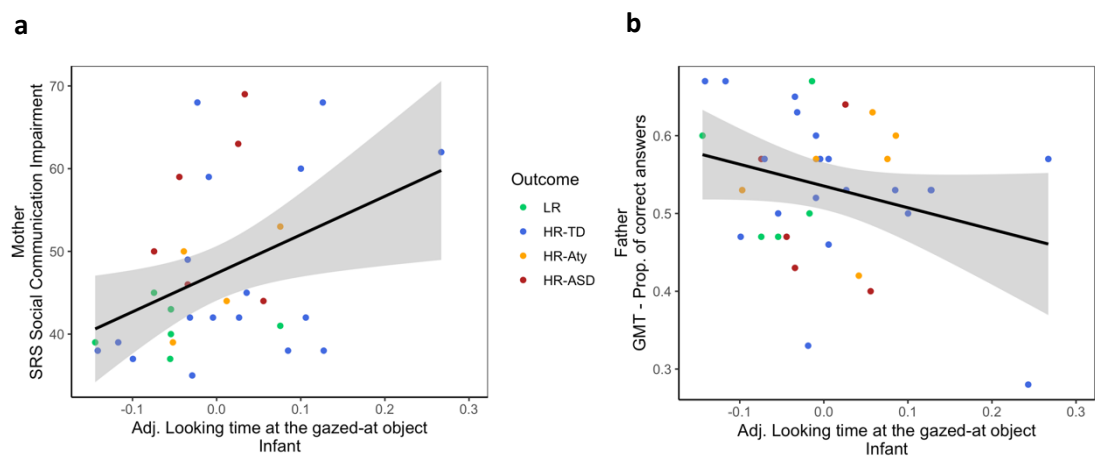 a
Mother
SRS Social Communication Impairment
70
60
50
40
-0.1
0.0
0.1
0.2
0.3
Adj. Looking time at the gazed-at object
Infant
Outcome
LR
HR-TD
HR-Aty
HR-ASD
b
Father
GMT - Prop. of correct answers
0.6
0.5
0.4
0.3
-0.1
0.0
0.1
0.2
0.3
Adj. Looking time at the gazed-at object
Infant